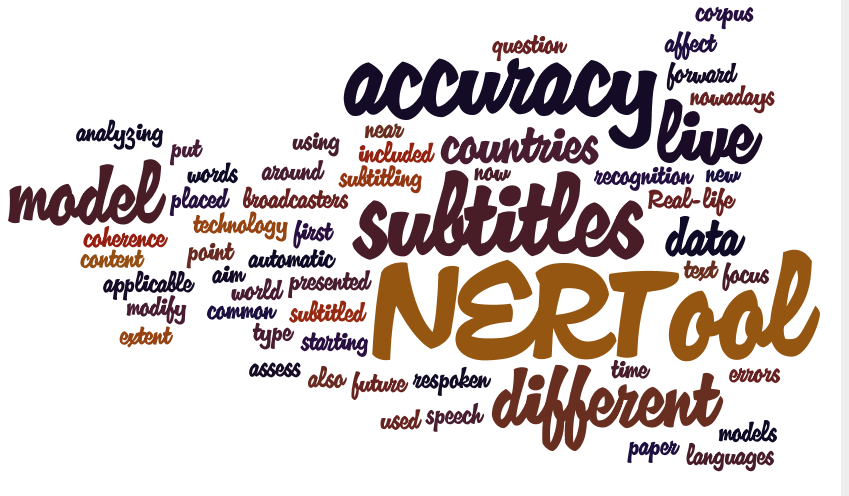 corpus
question
affect
accuracy
forward
nowadays
analyzing
put
using
near
included
countries
live
words
around
subtitling
now
recognition
new
model
placed
broadcasters
subtitles
Real-life
coherence
technology
first
data
content
point
automatic
applicable
aim
world
presented
text
focus
modify
common
subtitled
NERTool
extent
type
starting
assess
also
future
respoken
different
time
errors
used
speech
paper
models
languages